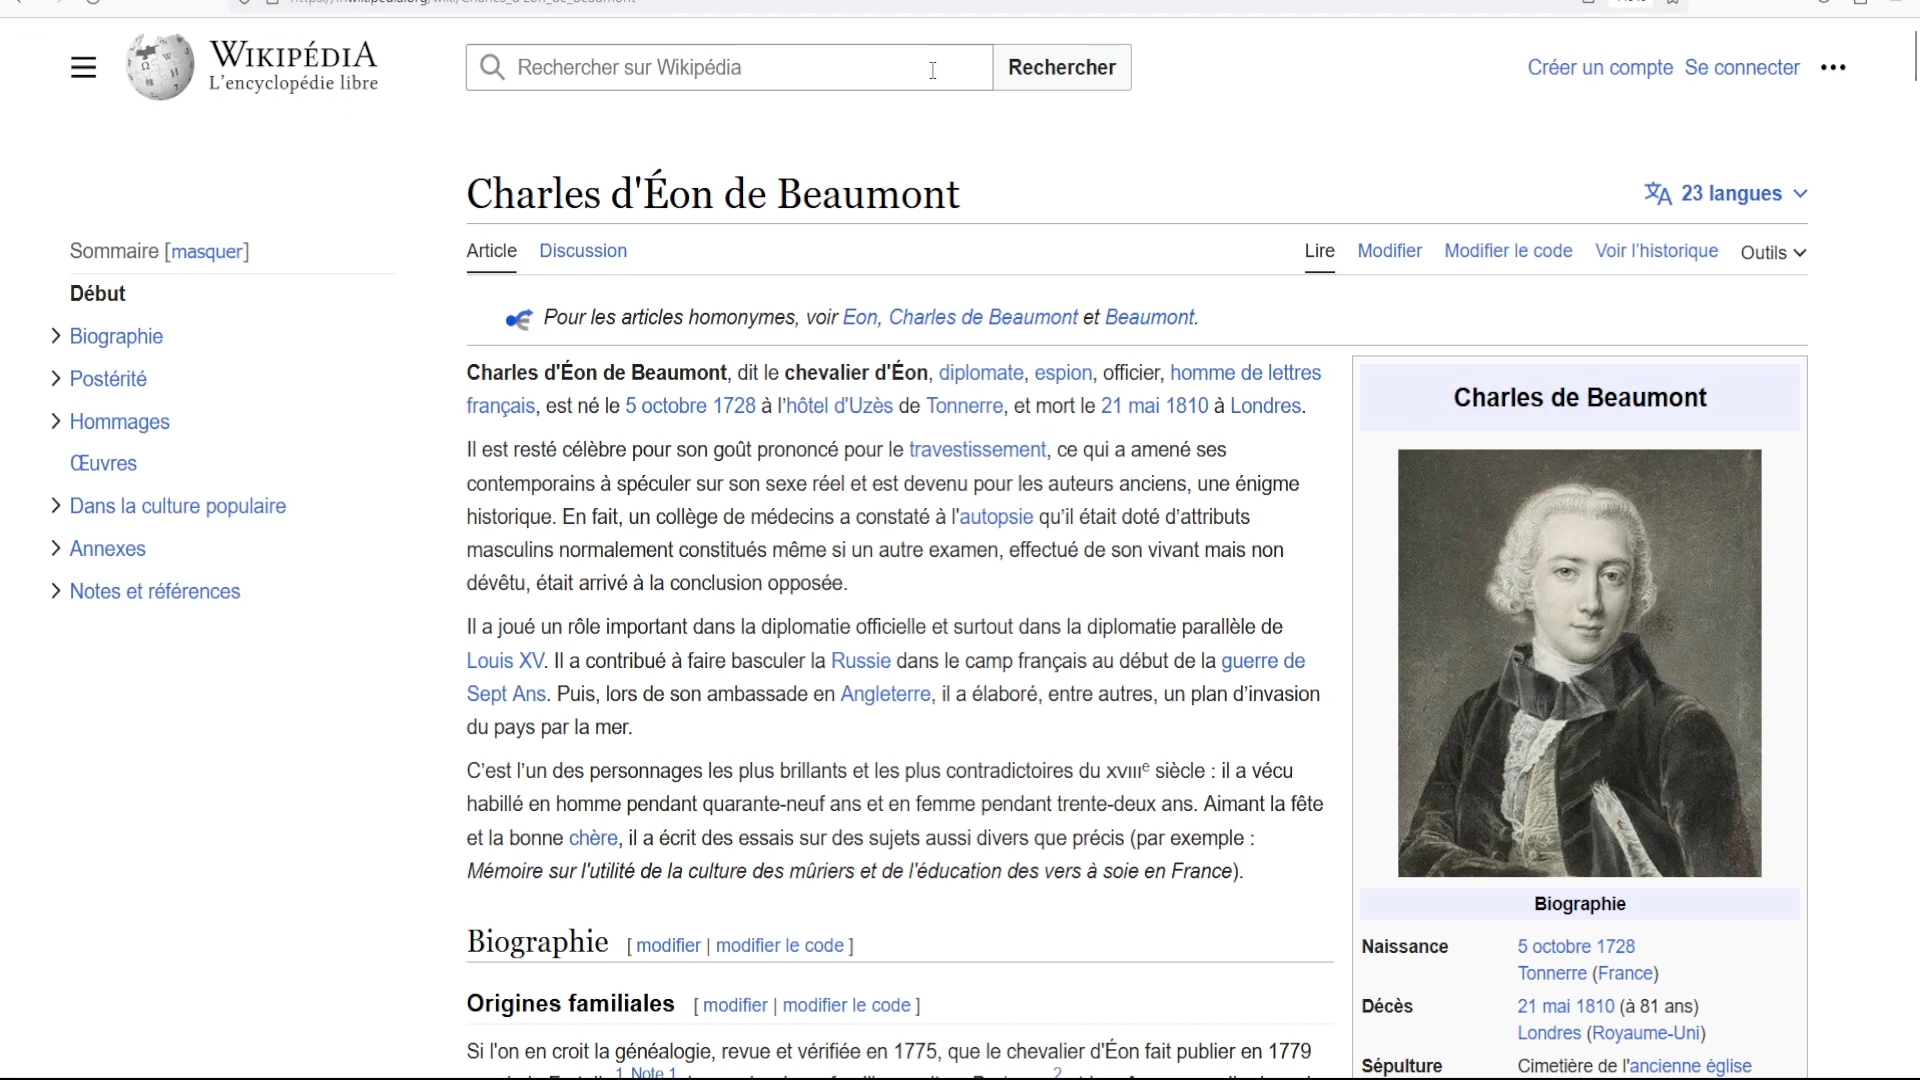 WIKIPÉDIA
L'encyclopédie libre
Rechercher sur Wikipédia
Rechercher
Créer un compte Se connecter
Charles d'Éon de Beaumont
23 langues
Sommaire [masquer]
Début
Biographie
Postérité
Hommages
Œuvres
Dans la culture populaire
Annexes
Notes et références
Article Discussion
Lire Modifier Modifier le code Voir l'historique Outils
Pour les articles homonymes, voir Eon, Charles de Beaumont et Beaumont.
Charles d'Éon de Beaumont, dit le chevalier d'Éon, diplomate, espion, officier, homme de lettres
français, est né le 5 octobre 1728 à l'hôtel d'Uzès de Tonnerre, et mort le 21 mai 1810 à Londres.
Il est resté célèbre pour son goût prononcé pour le travestissement, ce qui a amené ses
contemporains à spéculer sur son sexe réel et est devenu pour les auteurs anciens, une énigme
historique. En fait, un collège de médecins a constaté à l'autopsie qu'il était doté d'attributs
masculins normalement constitués même si un autre examen, effectué de son vivant mais non
dévêtu, était arrivé à la conclusion opposée.
Il a joué un rôle important dans la diplomatie officielle et surtout dans la diplomatie parallèle de
Louis XV. Il a contribué à faire basculer la Russie dans le camp français au début de la guerre de
Sept Ans. Puis, lors de son ambassade en Angleterre, il a élaboré, entre autres, un plan d'invasion
du pays par la mer.
C'est l'un des personnages les plus brillants et les plus contradictoires du XVIIIe siècle : il a vécu
habillé en homme pendant quarante-neuf ans et en femme pendant trente-deux ans. Aimant la fête
et la bonne chère, il a écrit des essais sur des sujets aussi divers que précis (par exemple :
Mémoire sur l'utilité de la culture des mûriers et de l'éducation des vers à soie en France).
Biographie [ modifier | modifier le code ]
Origines familiales [ modifier | modifier le code ]
Si l'on en croit la généalogie, revue et vérifiée en 1775, que le chevalier d'Éon fait publier en 1779
1, Note 1
2
Charles de Beaumont
Biographie
Naissance 5 octobre 1728
Tonnerre (France)
Décès 21 mai 1810 (à 81 ans)
Londres (Royaume-Uni)
Sépulture Cimetière de l'ancienne église